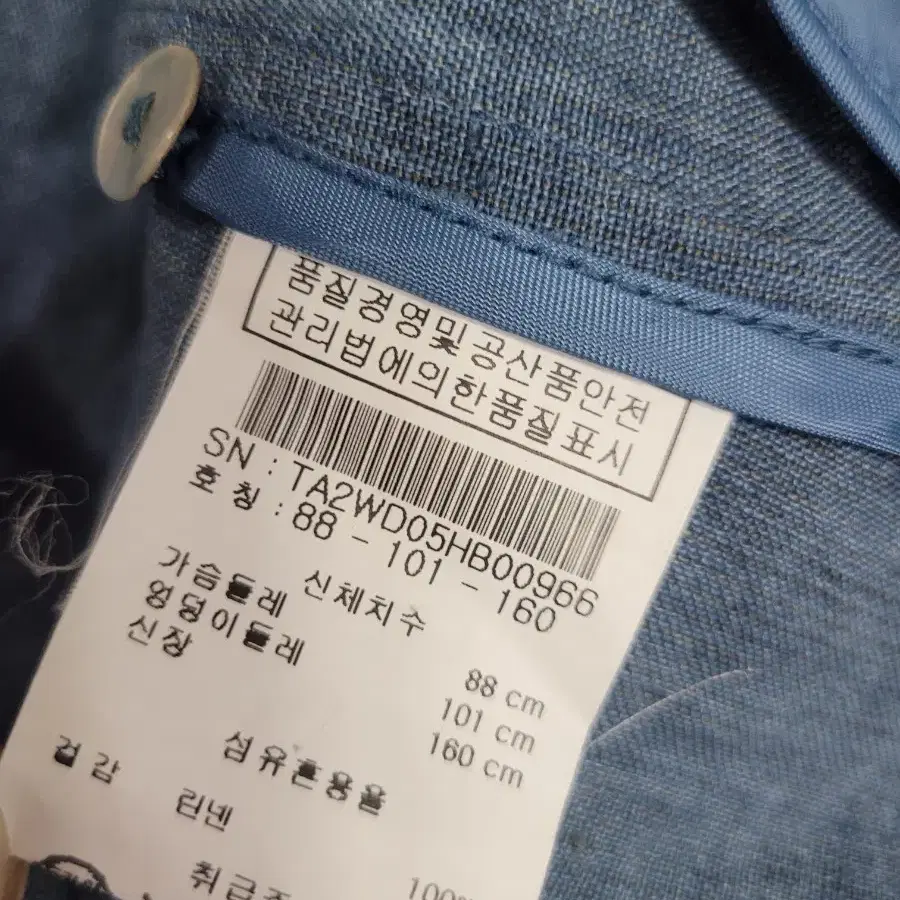 품질경영및공산품안전
관리법에의한품질표시
SN : TA2WD05HB00966
호 칭 : 88 - 101 - 160
신체치수
가슴둘레 88 cm
엉덩이둘레 101 cm
신장 160 cm
섬유혼용율
겉 감
린넨 100%